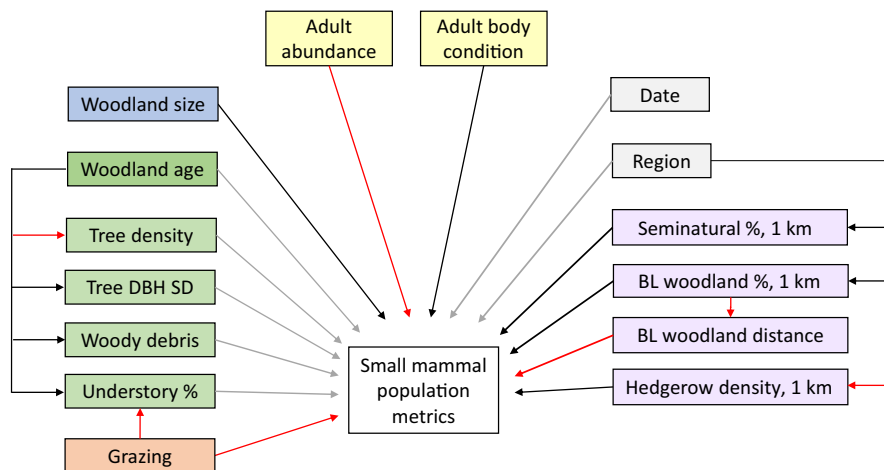 Adult
abundance
Adult body
condition
Woodland size
Date
Woodland age
Region
Tree density
Seminatural %, 1 km
Tree DBH SD
BL woodland %, 1 km
Woody debris
BL woodland distance
Understory %
Small mammal
population
metrics
Hedgerow density, 1 km
Grazing